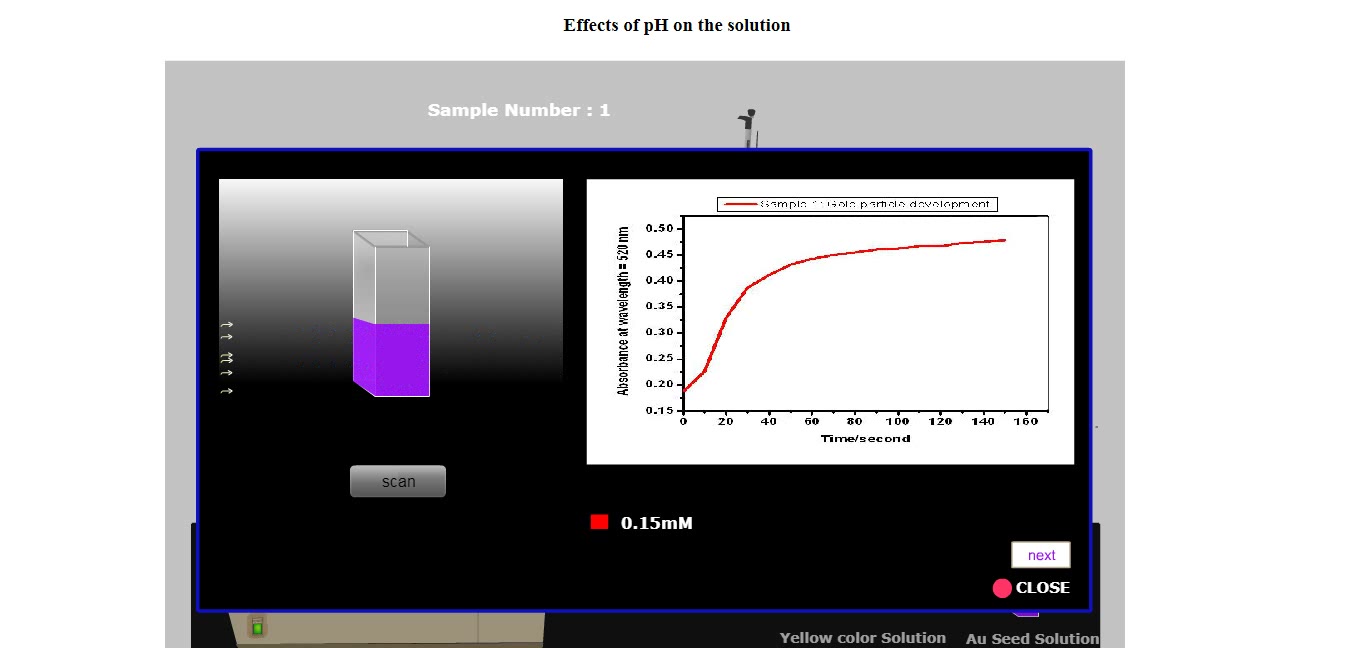 Effects of pH on the solution
Sample Number : 1
Sample 1: Gold particle development
Absorbance at wavelength = 520 nm
0.50
0.45
0.40
0.35
0.30
0.25
0.20
0.15
0 20 40 60 80 100 120 140 160
Time/second
scan
0.15mM
next
CLOSE
Yellow color Solution Au Seed Solution